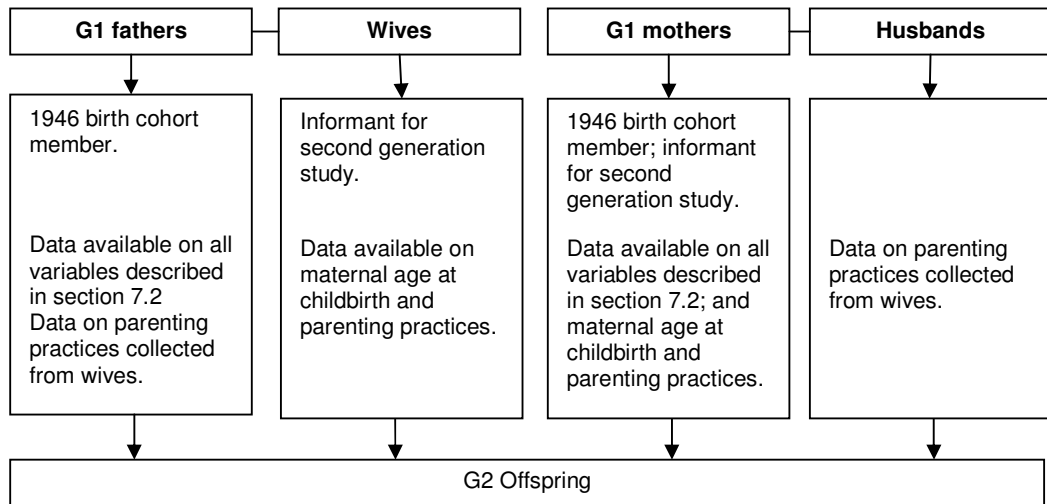 G1 fathers
Wives
G1 mothers
Husbands
1946 birth cohort
member.
Data available on all
variables described
in section 7.2
Data on parenting
practices collected
from wives.
Informant for
second generation
study.
Data available on
maternal age at
childbirth and
parenting practices.
1946 birth cohort
member; informant
for second
generation study.
Data available on all
variables described
in section 7.2; and
maternal age at
childbirth and
parenting practices.
Data on parenting
practices collected
from wives.
G2 Offspring